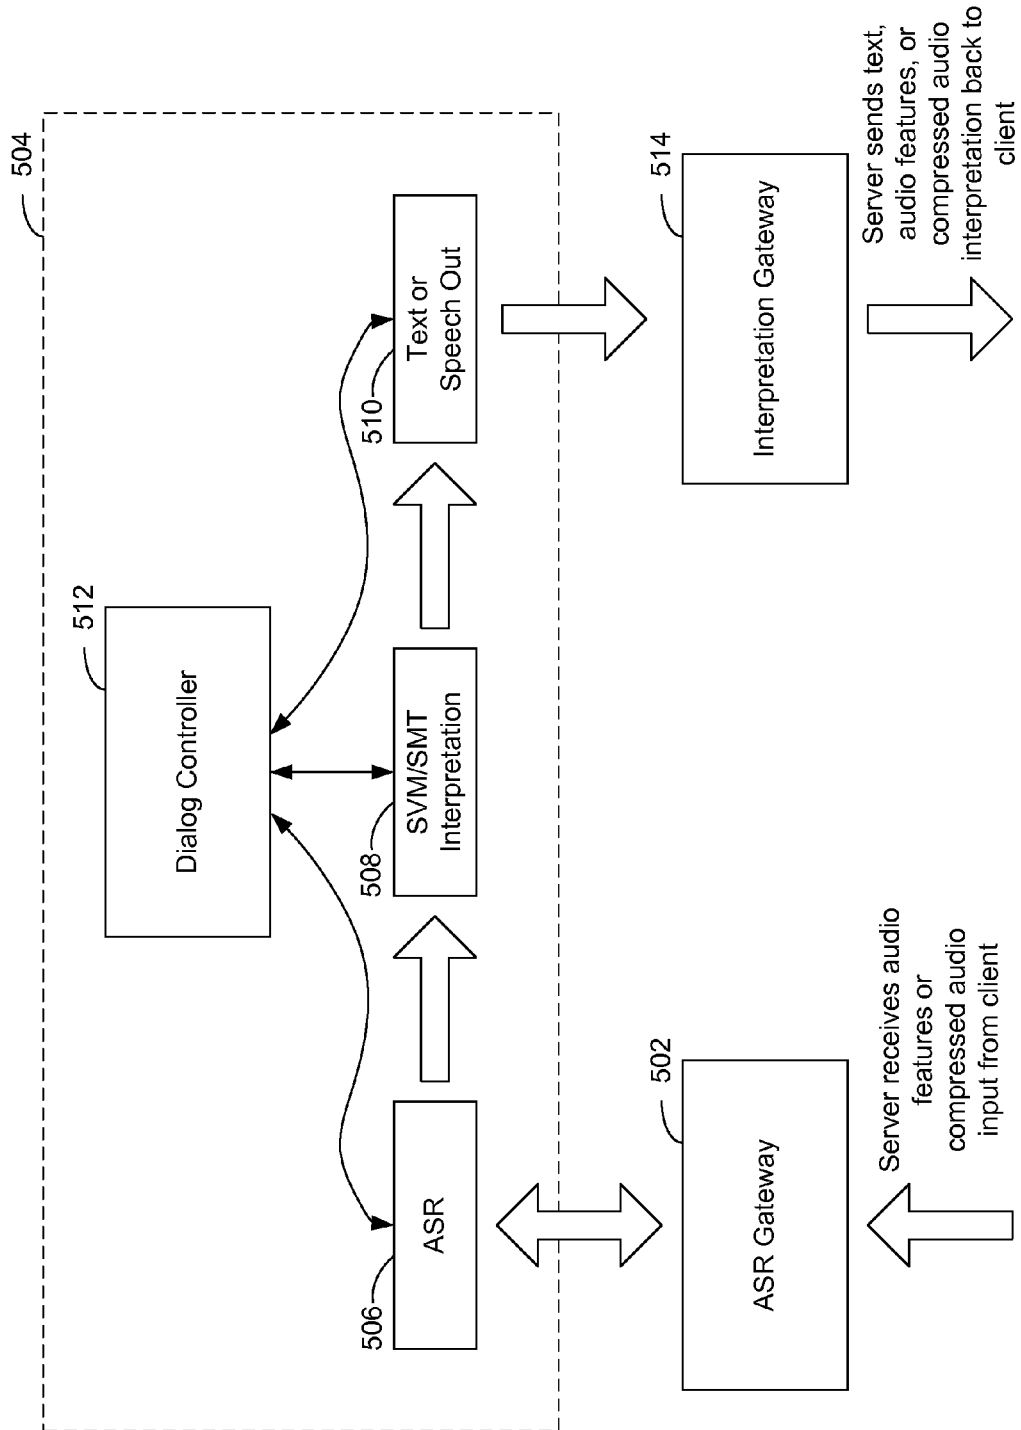 504
512
Dialog Controller
506
ASR
508
SVM/SMT
Interpretation
510
Text or
Speech Out
502
ASR Gateway
514
Interpretation Gateway
Server receives audio
features or
compressed audio
input from client
Server sends text,
audio features, or
compressed audio
interpretation back to
client